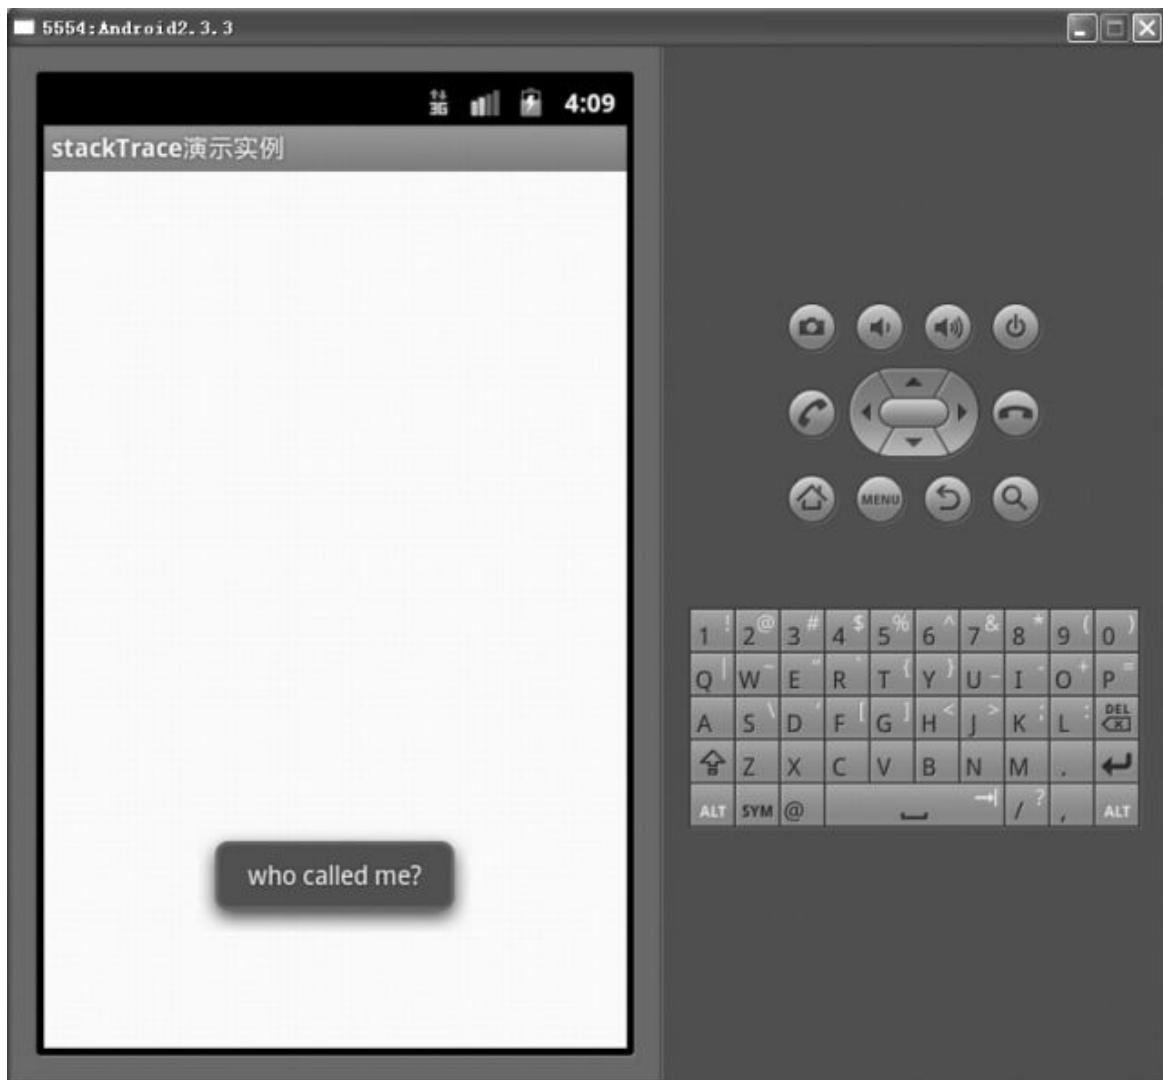 5554:Android2.3.3
3G 4:09
stackTrace演示实例
MENU
1 ! 2 @ 3 # 4 $ 5 % 6 ^ 7 & 8 * 9 ( 0 )
Q | W ~ E " R ` T { Y } U _ I - O + P =
A S \ D ' F [ G ] H < J > K ; L : DEL
Z X C V B N M .
ALT SYM @ / ? , ALT
who called me?